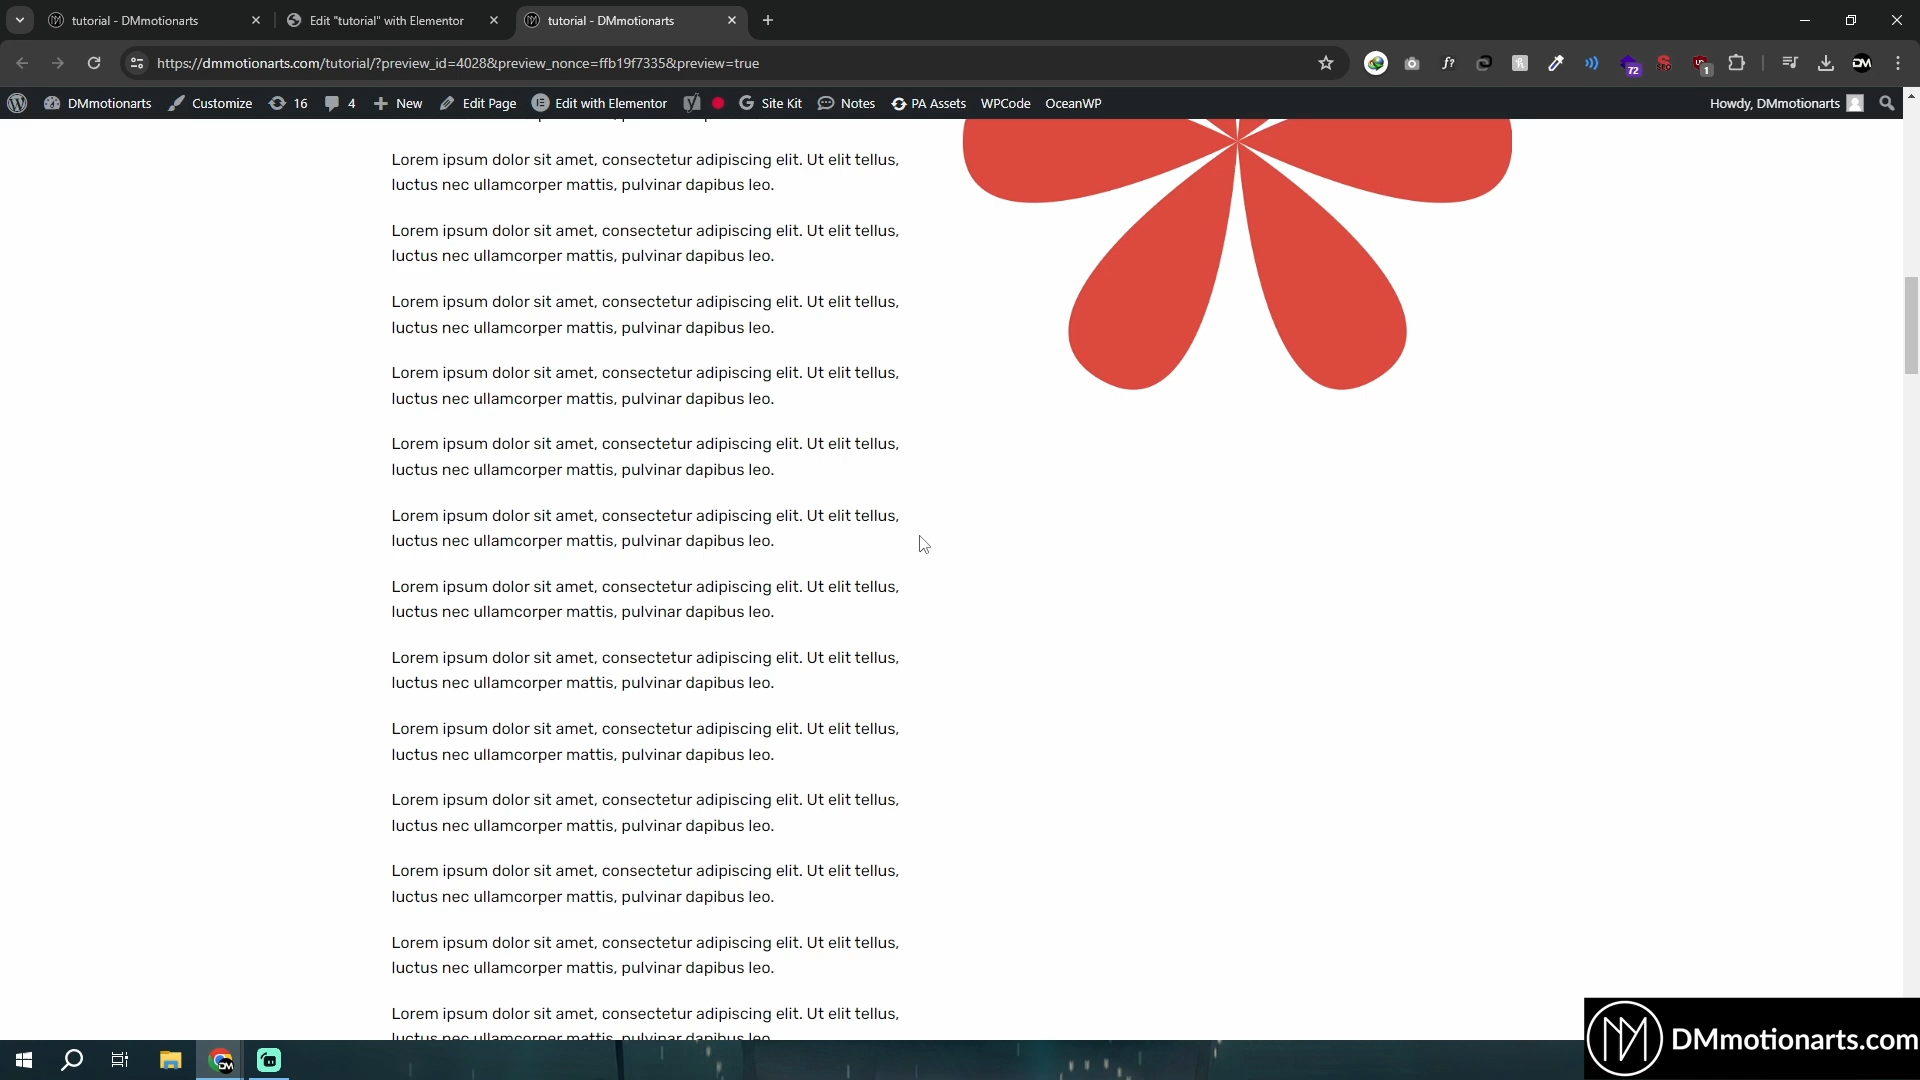 tutorial - DMmotionarts
Edit "tutorial" with Elementor
tutorial - DMmotionarts
https://dmmotionarts.com/tutorial/?preview_id=4028&preview_nonce=ffb19f7335&preview=true
f?
72
SEO
1
DM
DMmotionarts
Customize
16
4
New
Edit Page
Edit with Elementor
Site Kit
Notes
PA Assets
WPCode
OceanWP
Howdy, DMmotionarts
Lorem ipsum dolor sit amet, consectetur adipiscing elit. Ut elit tellus,
luctus nec ullamcorper mattis, pulvinar dapibus leo.
Lorem ipsum dolor sit amet, consectetur adipiscing elit. Ut elit tellus,
luctus nec ullamcorper mattis, pulvinar dapibus leo.
Lorem ipsum dolor sit amet, consectetur adipiscing elit. Ut elit tellus,
luctus nec ullamcorper mattis, pulvinar dapibus leo.
Lorem ipsum dolor sit amet, consectetur adipiscing elit. Ut elit tellus,
luctus nec ullamcorper mattis, pulvinar dapibus leo.
Lorem ipsum dolor sit amet, consectetur adipiscing elit. Ut elit tellus,
luctus nec ullamcorper mattis, pulvinar dapibus leo.
Lorem ipsum dolor sit amet, consectetur adipiscing elit. Ut elit tellus,
luctus nec ullamcorper mattis, pulvinar dapibus leo.
Lorem ipsum dolor sit amet, consectetur adipiscing elit. Ut elit tellus,
luctus nec ullamcorper mattis, pulvinar dapibus leo.
Lorem ipsum dolor sit amet, consectetur adipiscing elit. Ut elit tellus,
luctus nec ullamcorper mattis, pulvinar dapibus leo.
Lorem ipsum dolor sit amet, consectetur adipiscing elit. Ut elit tellus,
luctus nec ullamcorper mattis, pulvinar dapibus leo.
Lorem ipsum dolor sit amet, consectetur adipiscing elit. Ut elit tellus,
luctus nec ullamcorper mattis, pulvinar dapibus leo.
Lorem ipsum dolor sit amet, consectetur adipiscing elit. Ut elit tellus,
luctus nec ullamcorper mattis, pulvinar dapibus leo.
Lorem ipsum dolor sit amet, consectetur adipiscing elit. Ut elit tellus,
luctus nec ullamcorper mattis, pulvinar dapibus leo.
Lorem ipsum dolor sit amet, consectetur adipiscing elit. Ut elit tellus,
luctus nec ullamcorper mattis, pulvinar dapibus leo.
DMmotionarts.com